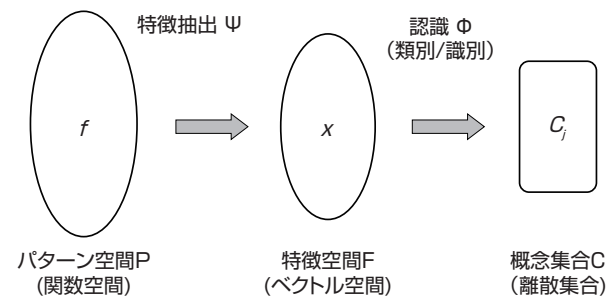 特徴抽出 Ψ
認識 Φ
(類別/識別)
f
x
Cj
パターン空間P
(関数空間)
特徴空間F
(ベクトル空間)
概念集合C
(離散集合)